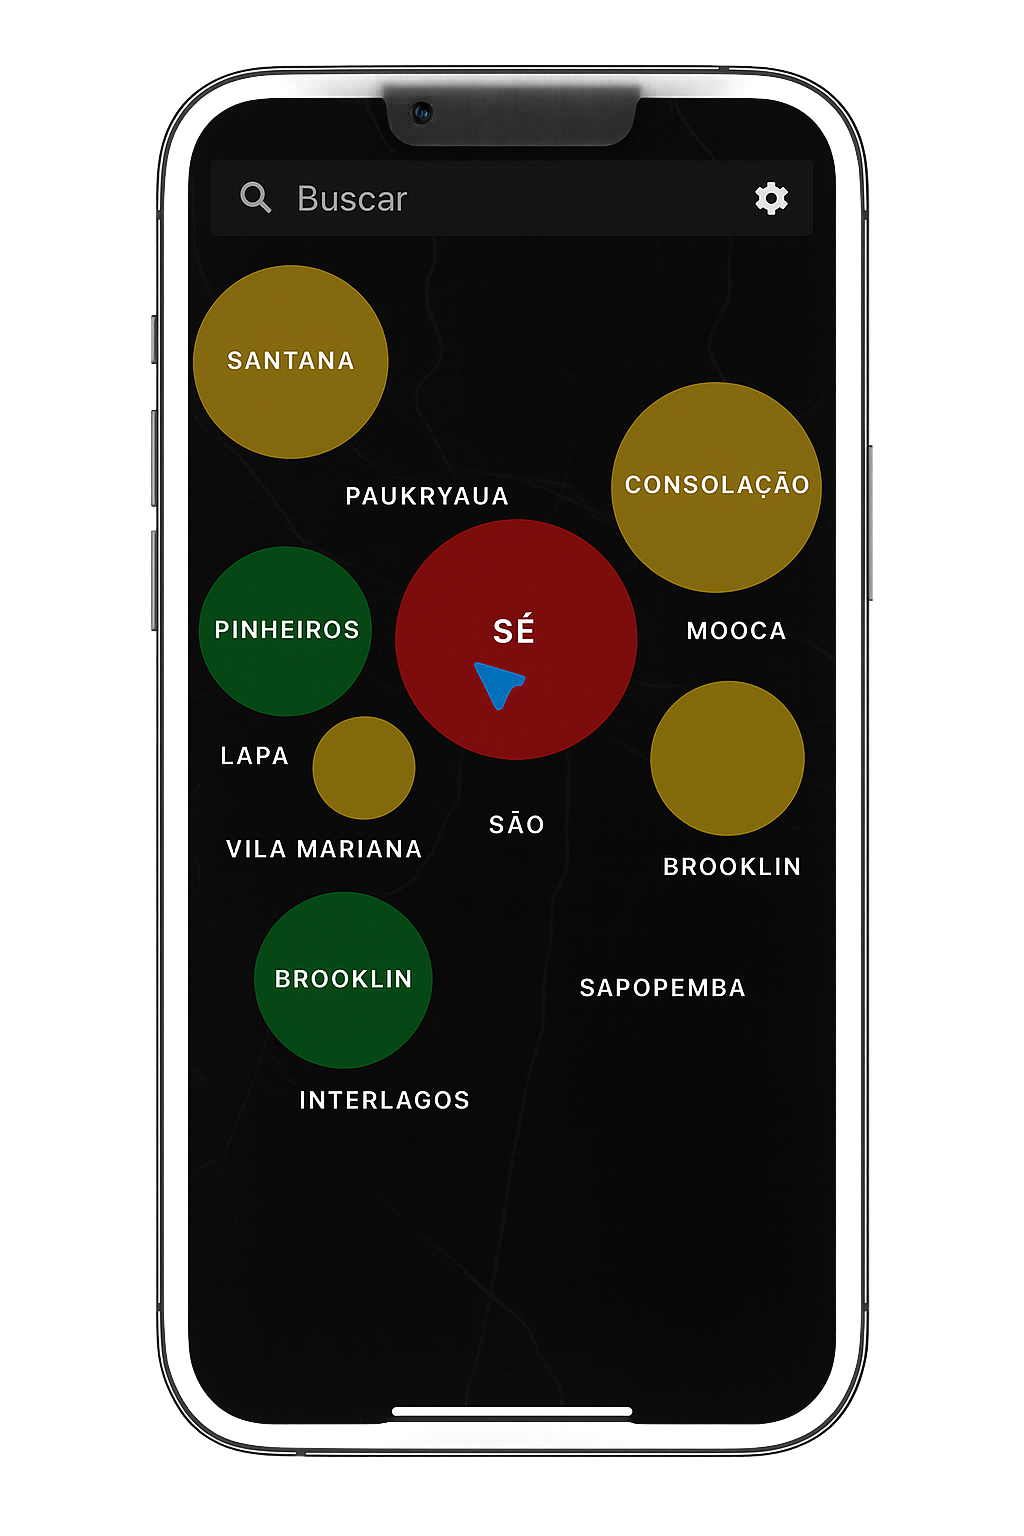 Buscar
SANTANA
CONSOLAÇÃO
PAUKRYAUA
PINHEIROS
SÉ
MOOCA
LAPA
SÃO
VILA MARIANA
BROOKLIN
BROOKLIN
SAPOPEMBA
INTERLAGOS